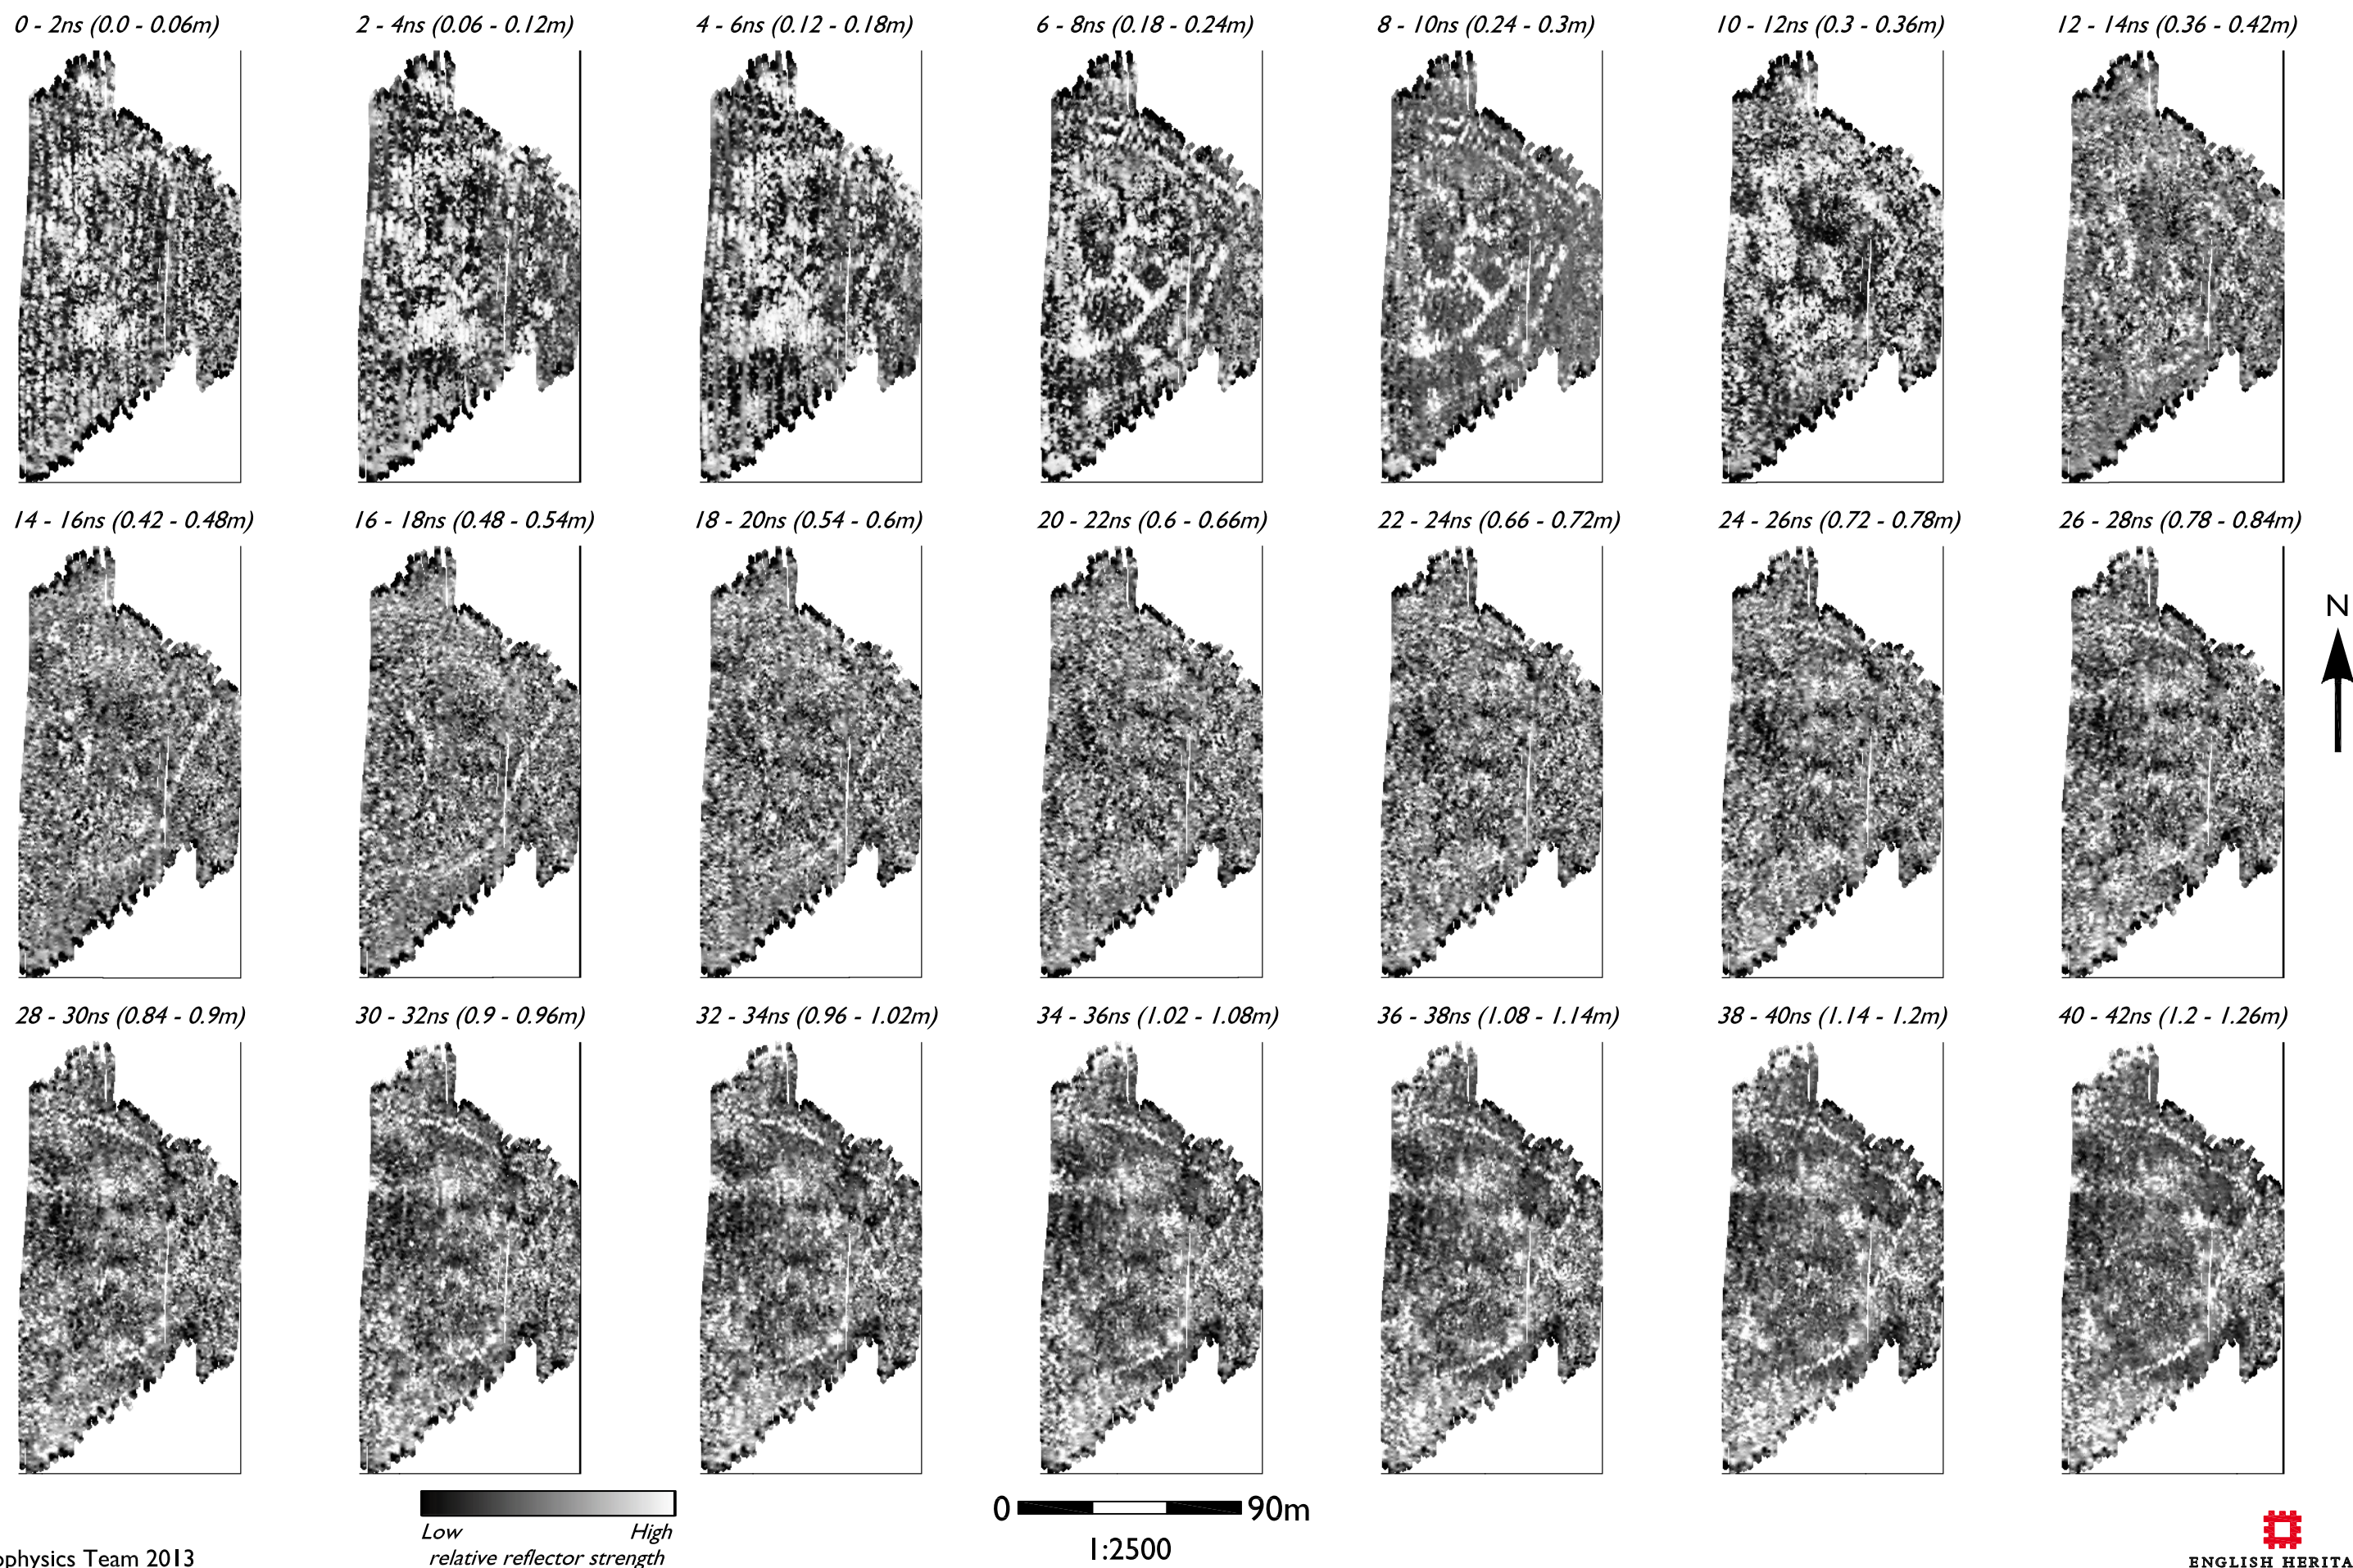 0 - 2ns (0.0 - 0.06m)
2 - 4ns (0.06 - 0.12m)
4 - 6ns (0.12 - 0.18m)
6 - 8ns (0.18 - 0.24m)
8 - 10ns (0.24 - 0.3m)
10 - 12ns (0.3 - 0.36m)
12 - 14ns (0.36 - 0.42m)
14 - 16ns (0.42 - 0.48m)
16 - 18ns (0.48 - 0.54m)
18 - 20ns (0.54 - 0.6m)
20 - 22ns (0.6 - 0.66m)
22 - 24ns (0.66 - 0.72m)
24 - 26ns (0.72 - 0.78m)
26 - 28ns (0.78 - 0.84m)
N
28 - 30ns (0.84 - 0.9m)
30 - 32ns (0.9 - 0.96m)
32 - 34ns (0.96 - 1.02m)
34 - 36ns (1.02 - 1.08m)
36 - 38ns (1.08 - 1.14m)
38 - 40ns (1.14 - 1.2m)
40 - 42ns (1.2 - 1.26m)
0 90m
Low High
relative reflector strength
1:2500
ophysics Team 2013
ENGLISH HERITA